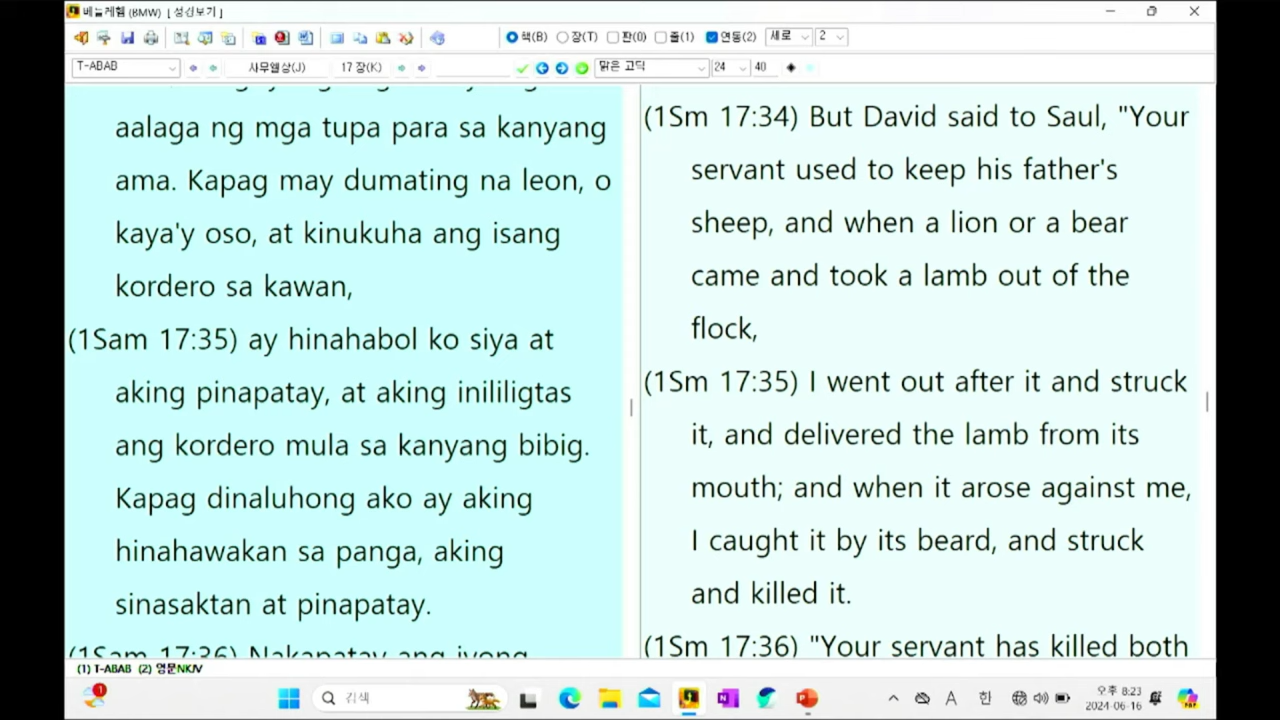 베들레헴 (BMW) [ 성경보기 ]
책(B) 장(T) 판(0) 줄(1) 연동(2) 세로 2
T-ABAB 사무엘상(J) 17 장(K) 맑은 고딕 24 40
aalaga ng mga tupa para sa kanyang
ama. Kapag may dumating na leon, o
kaya'y oso, at kinukuha ang isang
kordero sa kawan,
(1Sam 17:35) ay hinahabol ko siya at
aking pinapatay, at aking inililigtas
ang kordero mula sa kanyang bibig.
Kapag dinaluhong ako ay aking
hinahawakan sa panga, aking
sinasaktan at pinapatay.
(1Sam 17:36) Nakapatay ang iyong
(1Sm 17:34) But David said to Saul, "Your
servant used to keep his father's
sheep, and when a lion or a bear
came and took a lamb out of the
flock,
(1Sm 17:35) I went out after it and struck
it, and delivered the lamb from its
mouth; and when it arose against me,
I caught it by its beard, and struck
and killed it.
(1Sm 17:36) "Your servant has killed both
(1) T-ABAB (2) 영문NKJV
1 검색 A 한 오후 8:23
2024-06-16